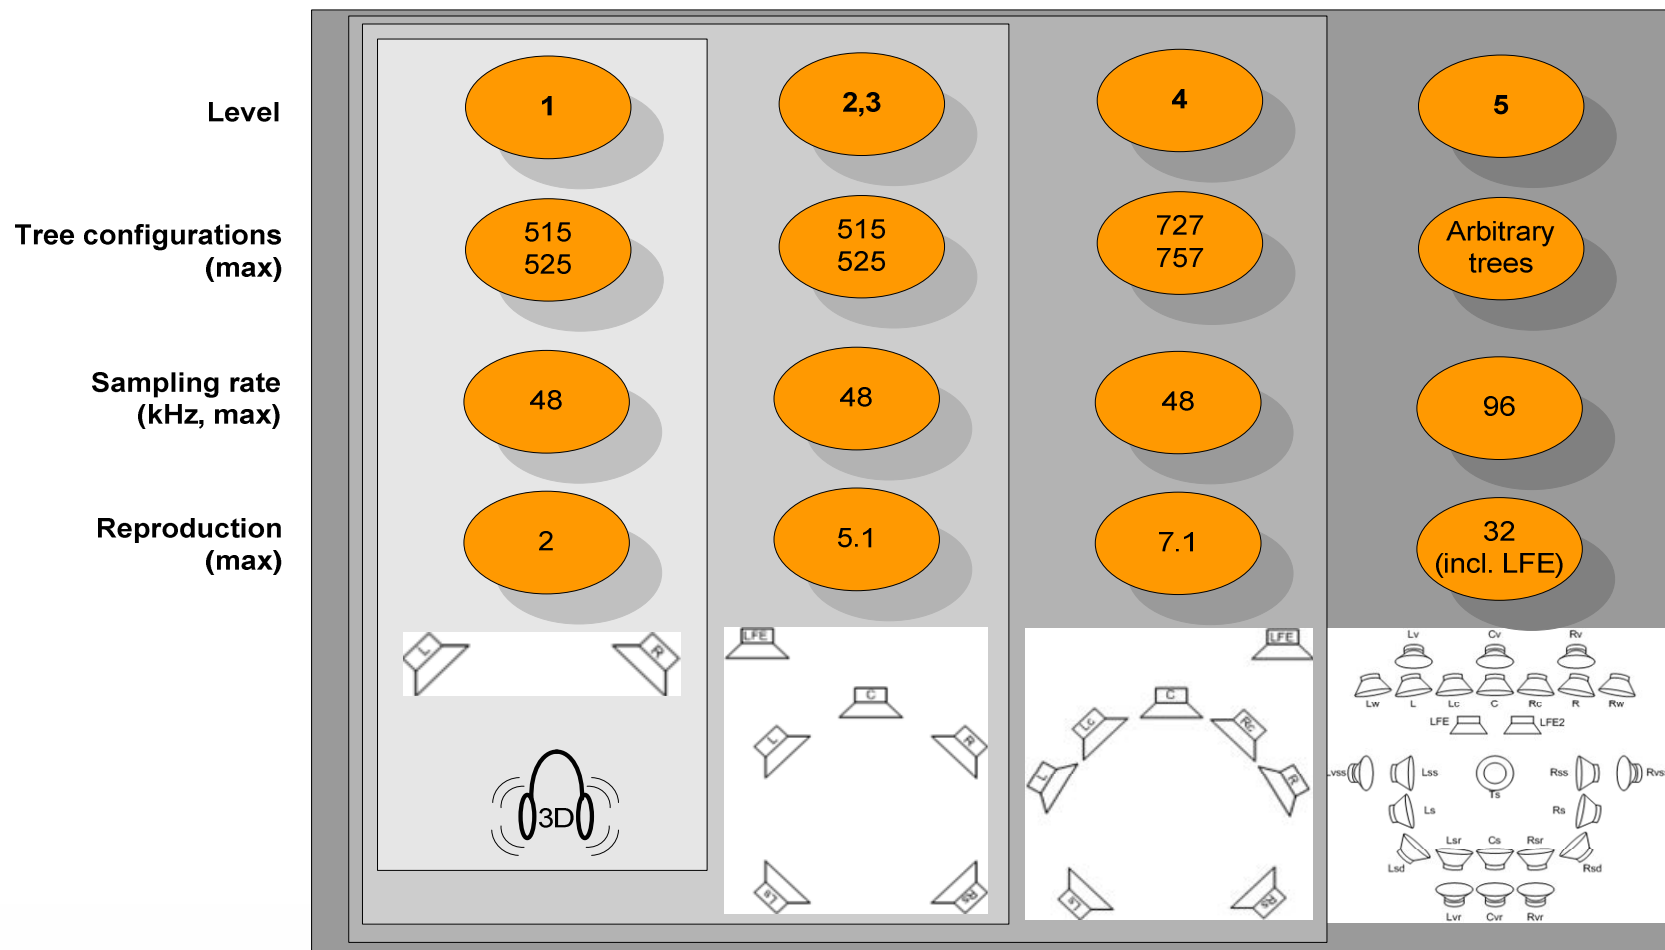 Level
1
2,3
4
5
Tree configurations
(max)
515
525
515
525
727
757
Arbitrary
trees
Sampling rate
(kHz, max)
48
48
48
96
Reproduction
(max)
2
5.1
7.1
32
(incl. LFE)
L
R
3D
LFE
C
L
R
Ls
Rs
LFE
C
Lc
Rc
L
R
Ls
Rs
Lv
Cv
Rv
Lw
L
Lc
C
Rc
R
Rw
LFE
LFE2
Lvss
Lss
Ts
Rss
Rvss
Ls
Rs
Lsr
Cs
Rsr
Lsd
Rsd
Lvr
Cvr
Rvr